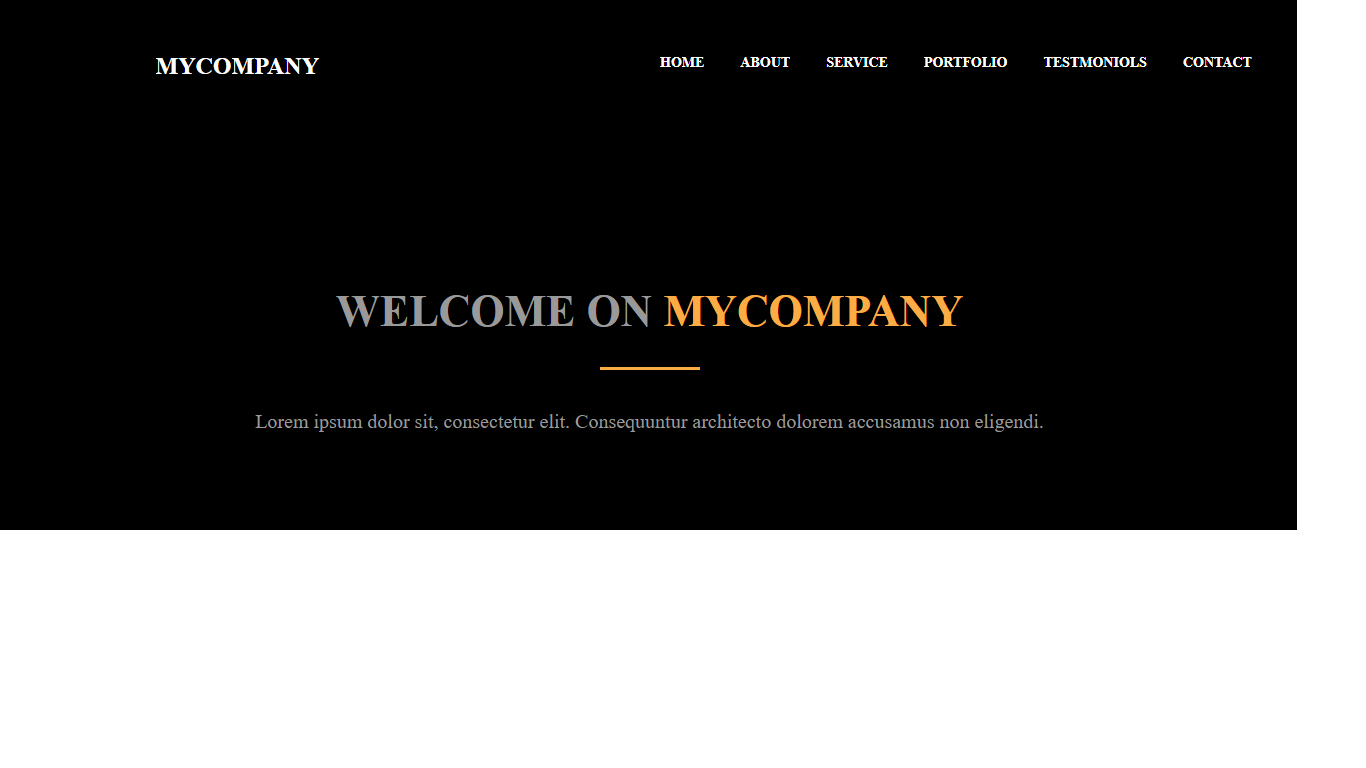 MYCOMPANY
HOME ABOUT SERVICE PORTFOLIO TESTMONIOLS CONTACT
WELCOME ON MYCOMPANY
Lorem ipsum dolor sit, consectetur elit. Consequuntur architecto dolorem accusamus non eligendi.